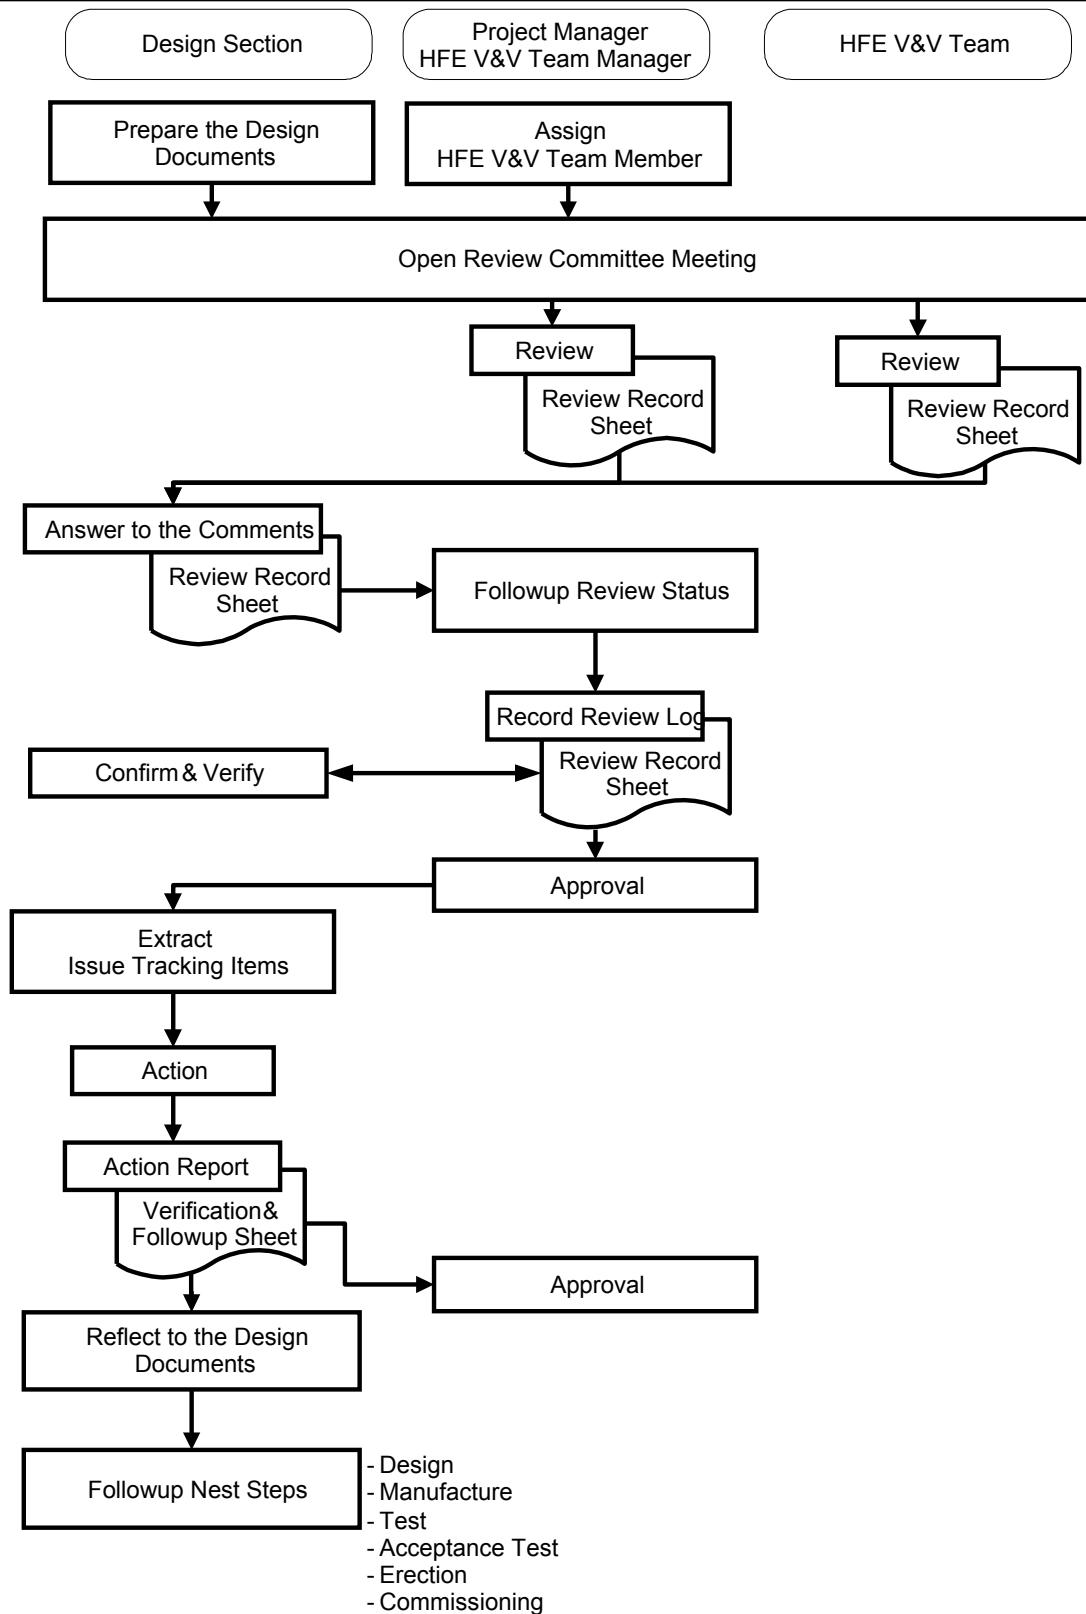 Design Section
Project Manager
HFE V&V Team Manager
HFE V&V Team
Prepare the Design
Documents
Assign
HFE V&V Team Member
Open Review Committee Meeting
Review
Review Record
Sheet
Review
Review Record
Sheet
Answer to the Comments
Review Record
Sheet
Followup Review Status
Record Review Log
Review Record
Sheet
Confirm & Verify
Approval
Extract
Issue Tracking Items
Action
Action Report
Verification&
Followup Sheet
Approval
Reflect to the Design
Documents
Followup Nest Steps
- Design
- Manufacture
- Test
- Acceptance Test
- Erection
- Commissioning